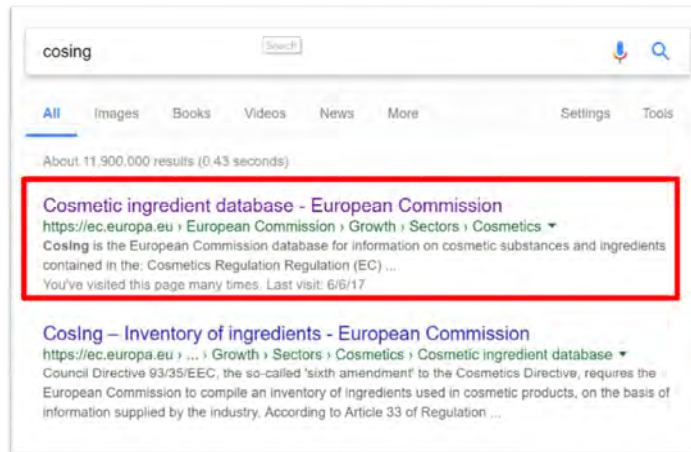 cosing
Search
All Images Books Videos News More Settings Tools
About 11,900,000 results (0.43 seconds)
Cosmetic ingredient database - European Commission
https://ec.europa.eu › European Commission › Growth › Sectors › Cosmetics
CosIng is the European Commission database for information on cosmetic substances and ingredients
contained in the: Cosmetics Regulation Regulation (EC) ...
You've visited this page many times. Last visit: 6/6/17
CosIng – Inventory of ingredients - European Commission
https://ec.europa.eu › ... › Growth › Sectors › Cosmetics › Cosmetic ingredient database
Council Directive 93/35/EEC, the so-called 'sixth amendment' to the Cosmetics Directive, requires the
European Commission to compile an inventory of ingredients used in cosmetic products, on the basis of
information supplied by the industry. According to Article 33 of Regulation ...